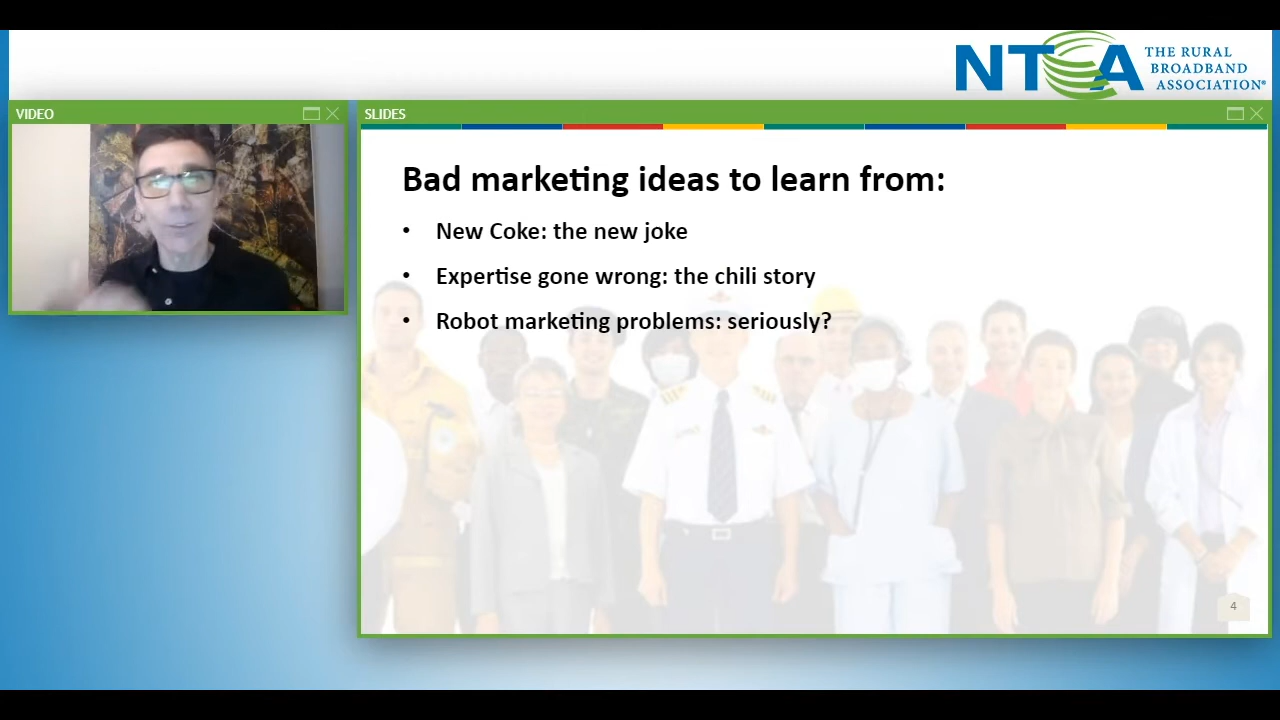 NTCA THE RURAL
BROADBAND
ASSOCIATION®
VIDEO
SLIDES
Bad marketing ideas to learn from:
• New Coke: the new joke
• Expertise gone wrong: the chili story
• Robot marketing problems: seriously?
4